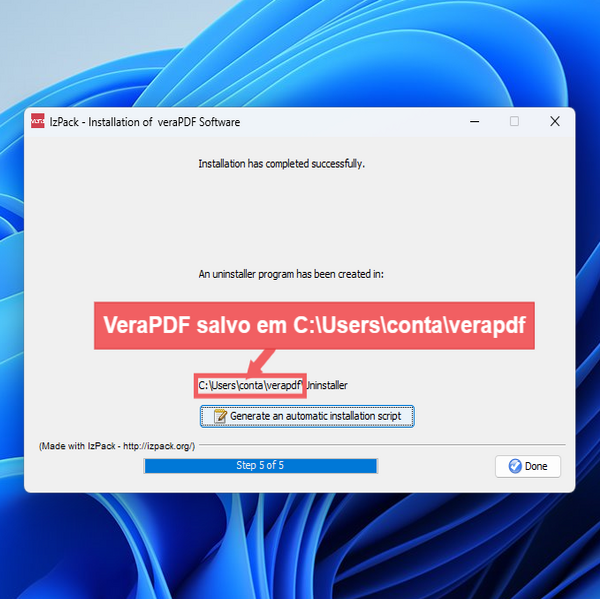 vera IzPack - Installation of veraPDF Software
Installation has completed successfully.
An uninstaller program has been created in:
VeraPDF salvo em C:\Users\conta\verapdf
C:\Users\conta\verapdf\Uninstaller
Generate an automatic installation script
(Made with IzPack - http://izpack.org/)
Step 5 of 5
Done